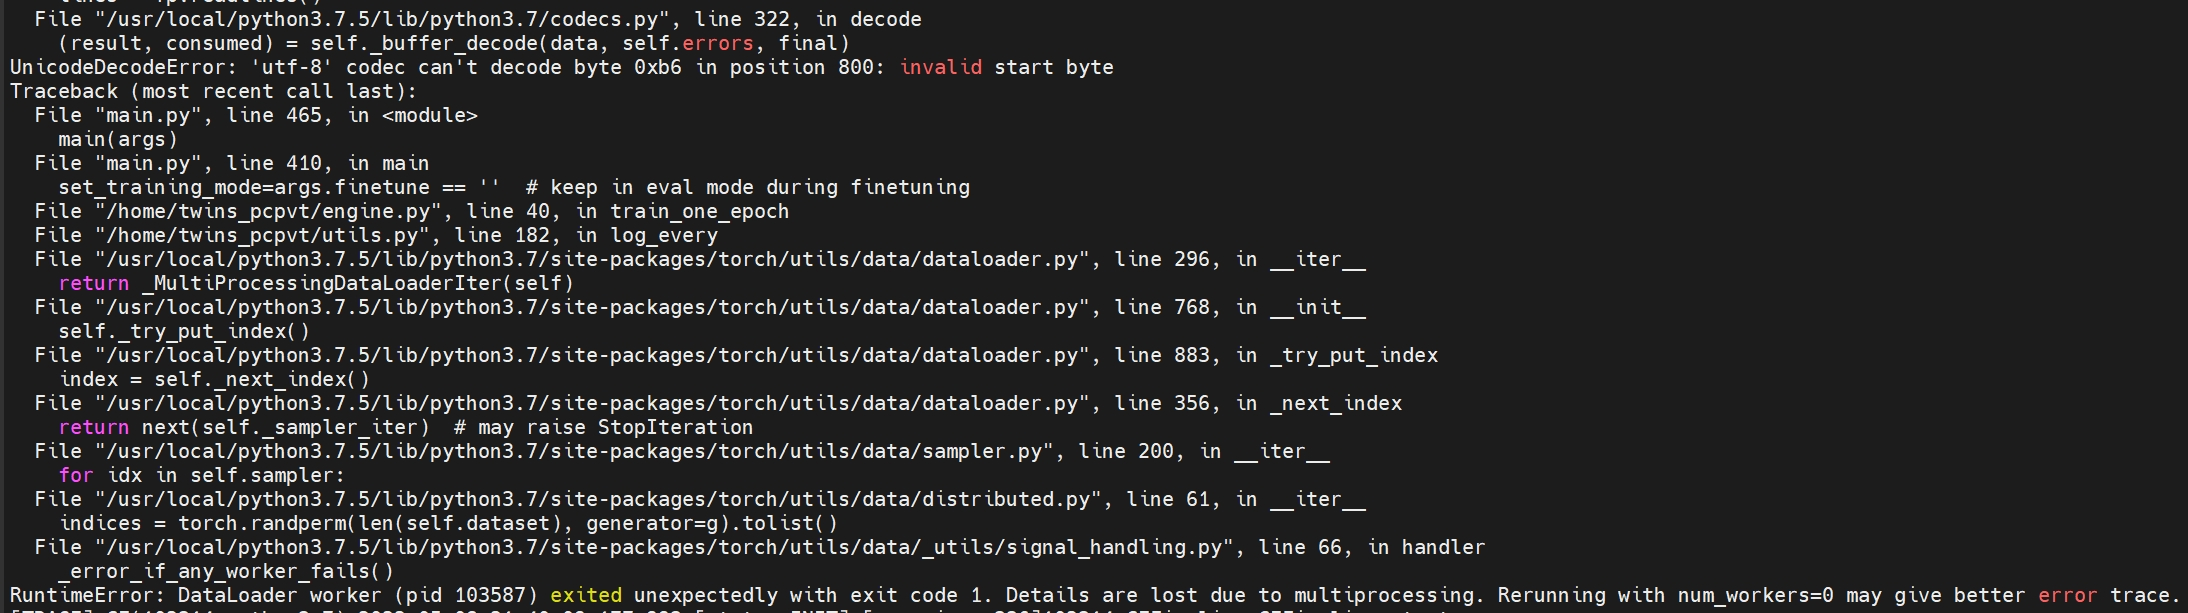 File "/usr/local/python3.7.5/lib/python3.7/codecs.py", line 322, in decode
(result, consumed) = self._buffer_decode(data, self.errors, final)
UnicodeDecodeError: 'utf-8' codec can't decode byte 0xb6 in position 800: invalid start byte
Traceback (most recent call last):
File "main.py", line 465, in <module>
main(args)
File "main.py", line 410, in main
set_training_mode=args.finetune == ''  # keep in eval mode during finetuning
File "/home/twins_pcpvt/engine.py", line 40, in train_one_epoch
File "/home/twins_pcpvt/utils.py", line 182, in log_every
File "/usr/local/python3.7.5/lib/python3.7/site-packages/torch/utils/data/dataloader.py", line 296, in __iter__
return _MultiProcessingDataLoaderIter(self)
File "/usr/local/python3.7.5/lib/python3.7/site-packages/torch/utils/data/dataloader.py", line 768, in __init__
self._try_put_index()
File "/usr/local/python3.7.5/lib/python3.7/site-packages/torch/utils/data/dataloader.py", line 883, in _try_put_index
index = self._next_index()
File "/usr/local/python3.7.5/lib/python3.7/site-packages/torch/utils/data/dataloader.py", line 356, in _next_index
return next(self._sampler_iter)  # may raise StopIteration
File "/usr/local/python3.7.5/lib/python3.7/site-packages/torch/utils/data/sampler.py", line 200, in __iter__
for idx in self.sampler:
File "/usr/local/python3.7.5/lib/python3.7/site-packages/torch/utils/data/distributed.py", line 61, in __iter__
indices = torch.randperm(len(self.dataset), generator=g).tolist()
File "/usr/local/python3.7.5/lib/python3.7/site-packages/torch/utils/data/_utils/signal_handling.py", line 66, in handler
_error_if_any_worker_fails()
RuntimeError: DataLoader worker (pid 103587) exited unexpectedly with exit code 1. Details are lost due to multiprocessing. Rerunning with num_workers=0 may give better error trace.